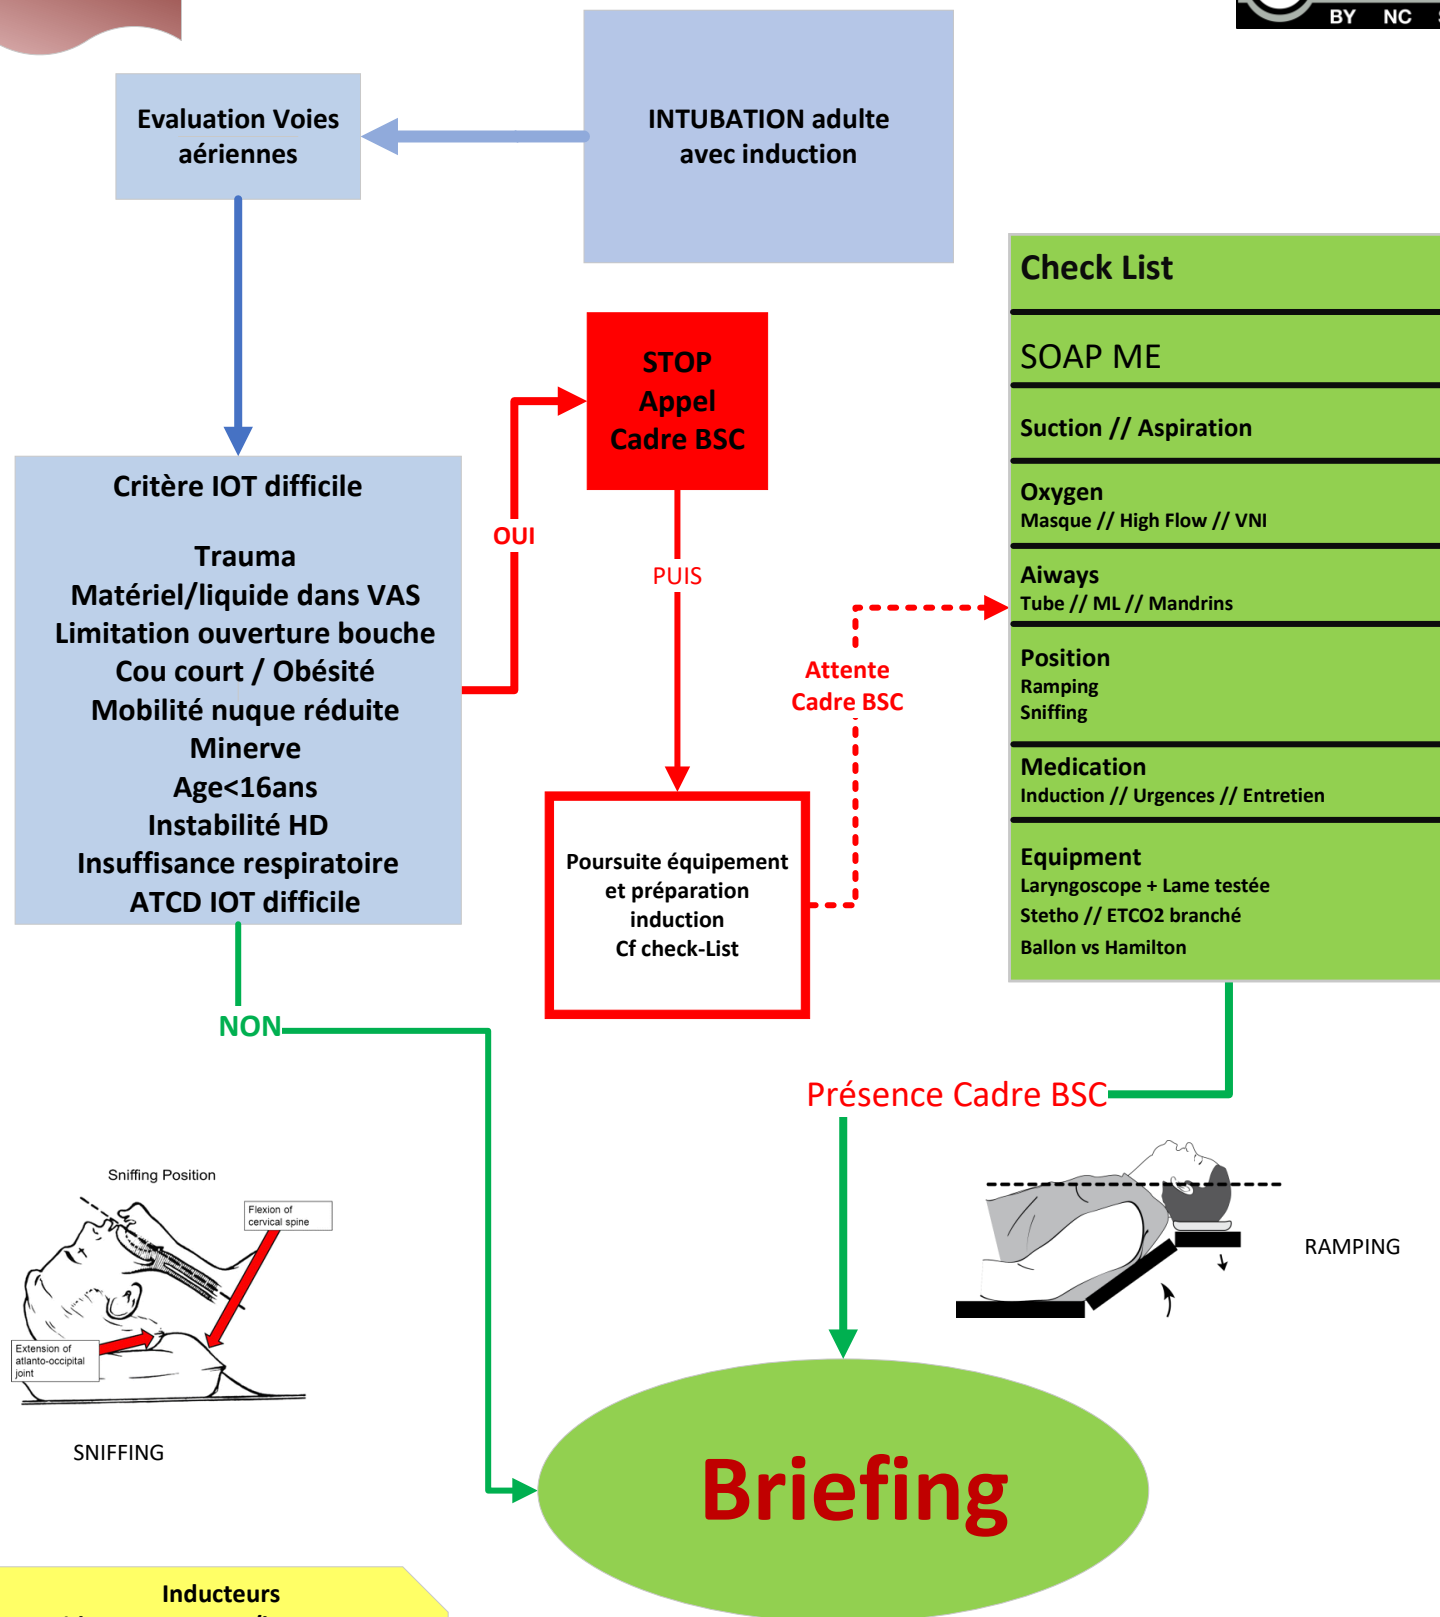 BY NC
INTUBATION adulte
avec induction
Evaluation Voies
aériennes
Critère IOT difficile
Trauma
Matériel/liquide dans VAS
Limitation ouverture bouche
Cou court / Obésité
Mobilité nuque réduite
Minerve
Age<16ans
Instabilité HD
Insuffisance respiratoire
ATCD IOT difficile
OUI
STOP
Appel
Cadre BSC
PUIS
Poursuite équipement
et préparation
induction
Cf check-List
Attente
Cadre BSC
Check List
SOAP ME
Suction // Aspiration
Oxygen
Masque // High Flow // VNI
Aiways
Tube // ML // Mandrins
Position
Ramping
Sniffing
Medication
Induction // Urgences // Entretien
Equipment
Laryngoscope + Lame testée
Stetho // ETCO2 branché
Ballon vs Hamilton
NON
Présence Cadre BSC
Sniffing Position
Flexion of
cervical spine
Extension of
atlanto-occipital
joint
SNIFFING
RAMPING
Briefing
Inducteurs